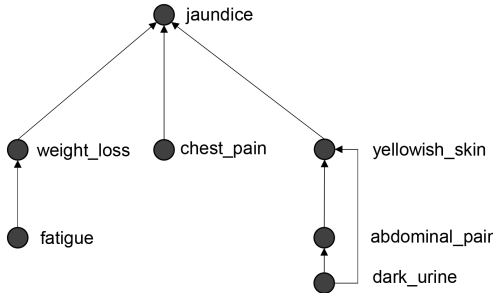 jaundice
weight_loss
chest_pain
yellowish_skin
fatigue
abdominal_pain
dark_urine